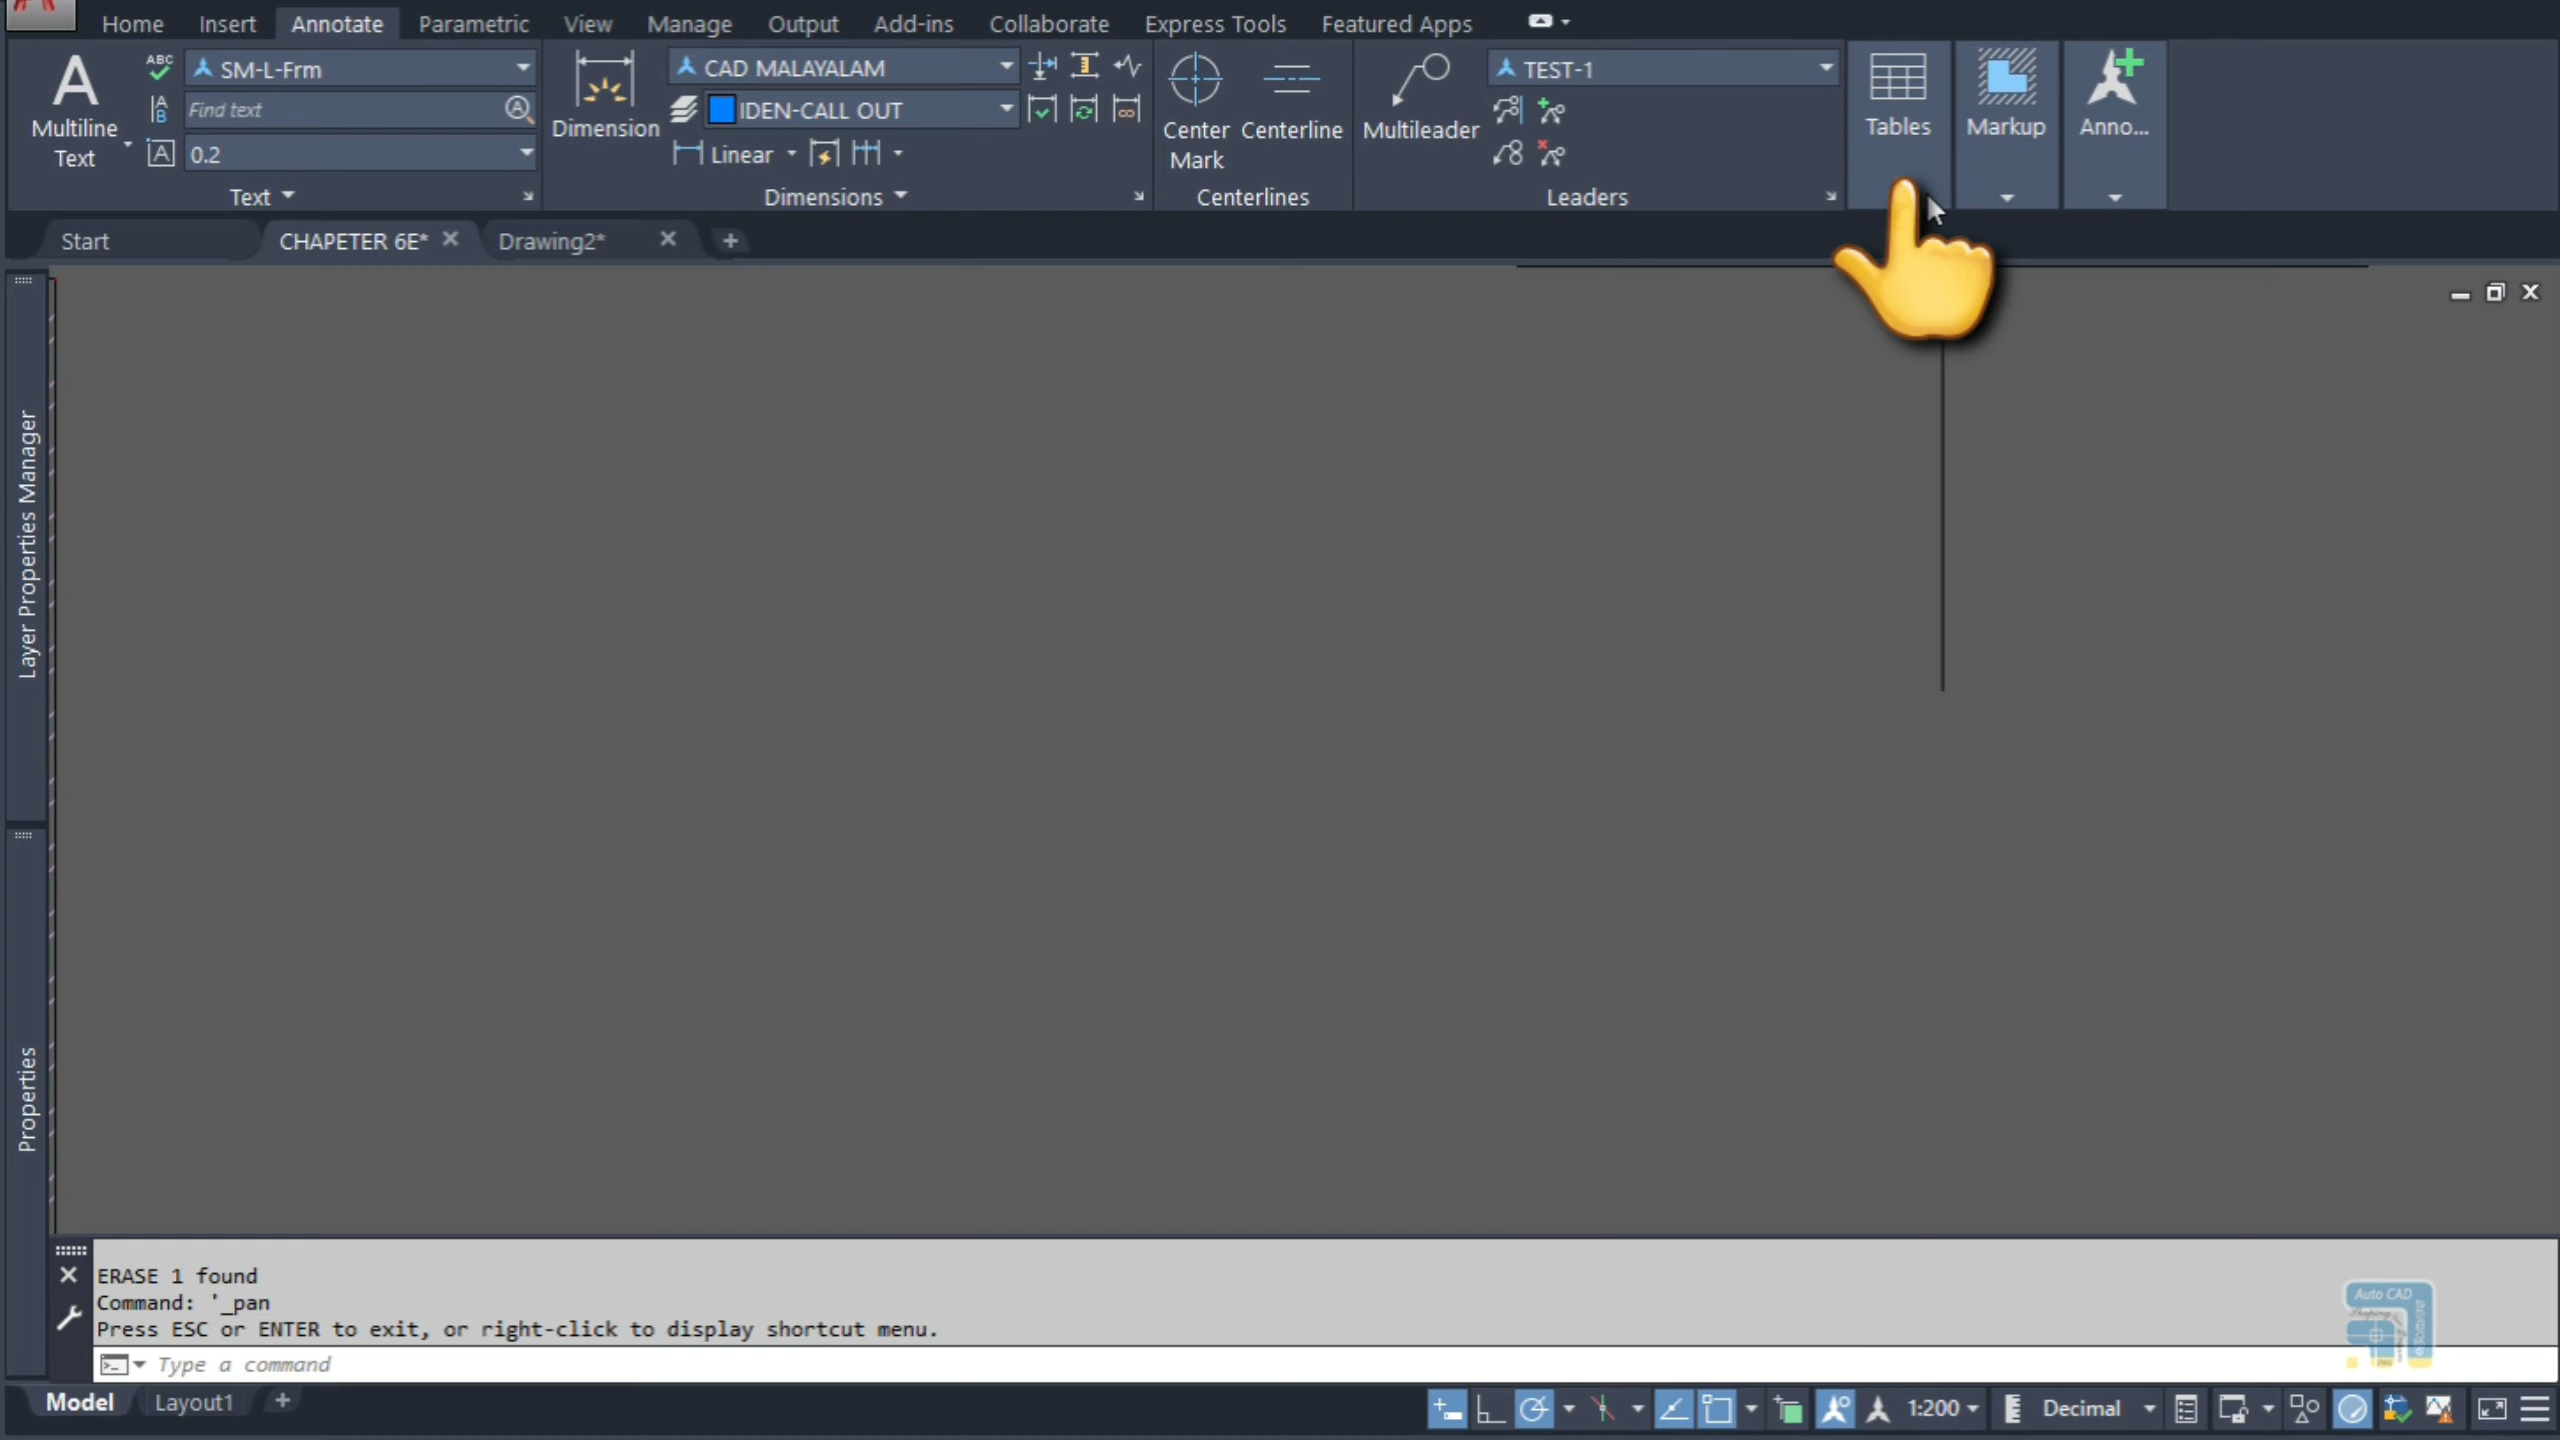 Home Insert Annotate Parametric View Manage Output Add-ins Collaborate Express Tools Featured Apps
Multiline
Text
ABC
SM-L-Frm
Find text
0.2
Text
Dimension
CAD MALAYALAM
IDEN-CALL OUT
Linear
Dimensions
Center
Mark
Centerline
Centerlines
Multileader
TEST-1
Leaders
Tables
Markup
Anno...
Start
CHAPETER 6E*
Drawing2*
Layer Properties Manager
Properties
ERASE 1 found
Command: '_pan
Press ESC or ENTER to exit, or right-click to display shortcut menu.
Type a command
Auto CAD
Model
Layout1
1:200
Decimal